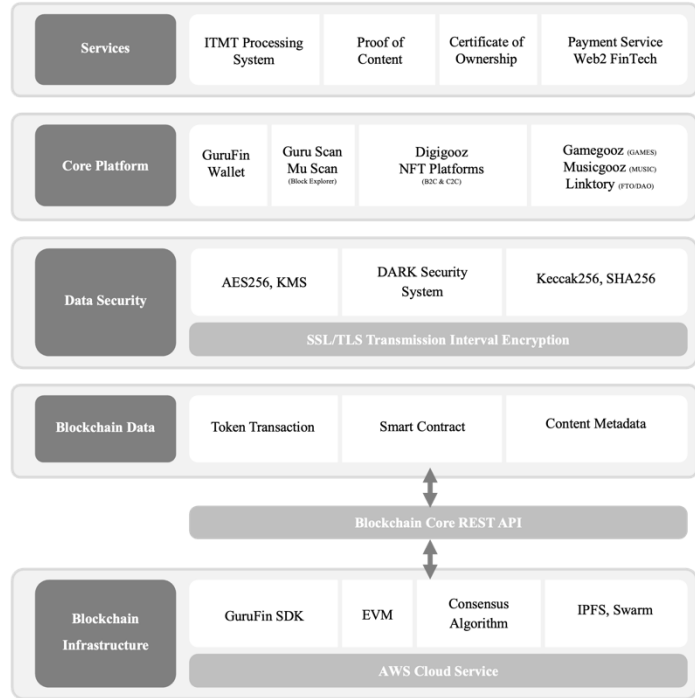 Services
ITMT Processing
System
Proof of
Content
Certificate of
Ownership
Payment Service
Web2 FinTech
Core Platform
GuruFin
Wallet
Guru Scan
Mu Scan
(Block Explorer)
Digigooz
NFT Platforms
(B2C & C2C)
Gamegooz (GAMES)
Musicgooz (MUSIC)
Linktory (FTO/DAO)
Data Security
AES256, KMS
DARK Security
System
Keccak256, SHA256
SSL/TLS Transmission Interval Encryption
Blockchain Data
Token Transaction
Smart Contract
Content Metadata
Blockchain Core REST API
Blockchain
Infrastructure
GuruFin SDK
EVM
Consensus
Algorithm
IPFS, Swarm
AWS Cloud Service